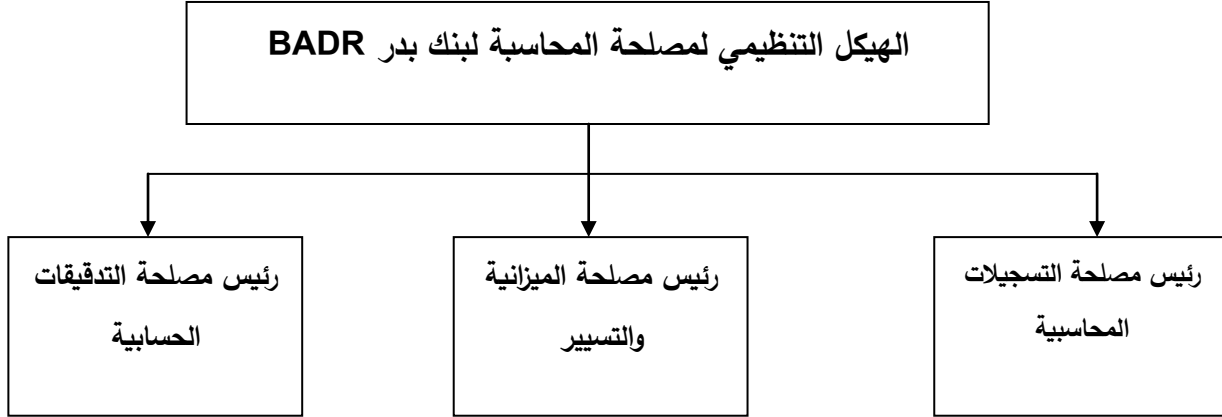 الهيكل التنظيمي لمصلحة المحاسبة لبنك بدر BADR
رئيس مصلحة التسجيلات
المحاسبية
رئيس مصلحة الميزانية
والتسيير
رئيس مصلحة التدقيقات
الحسابية